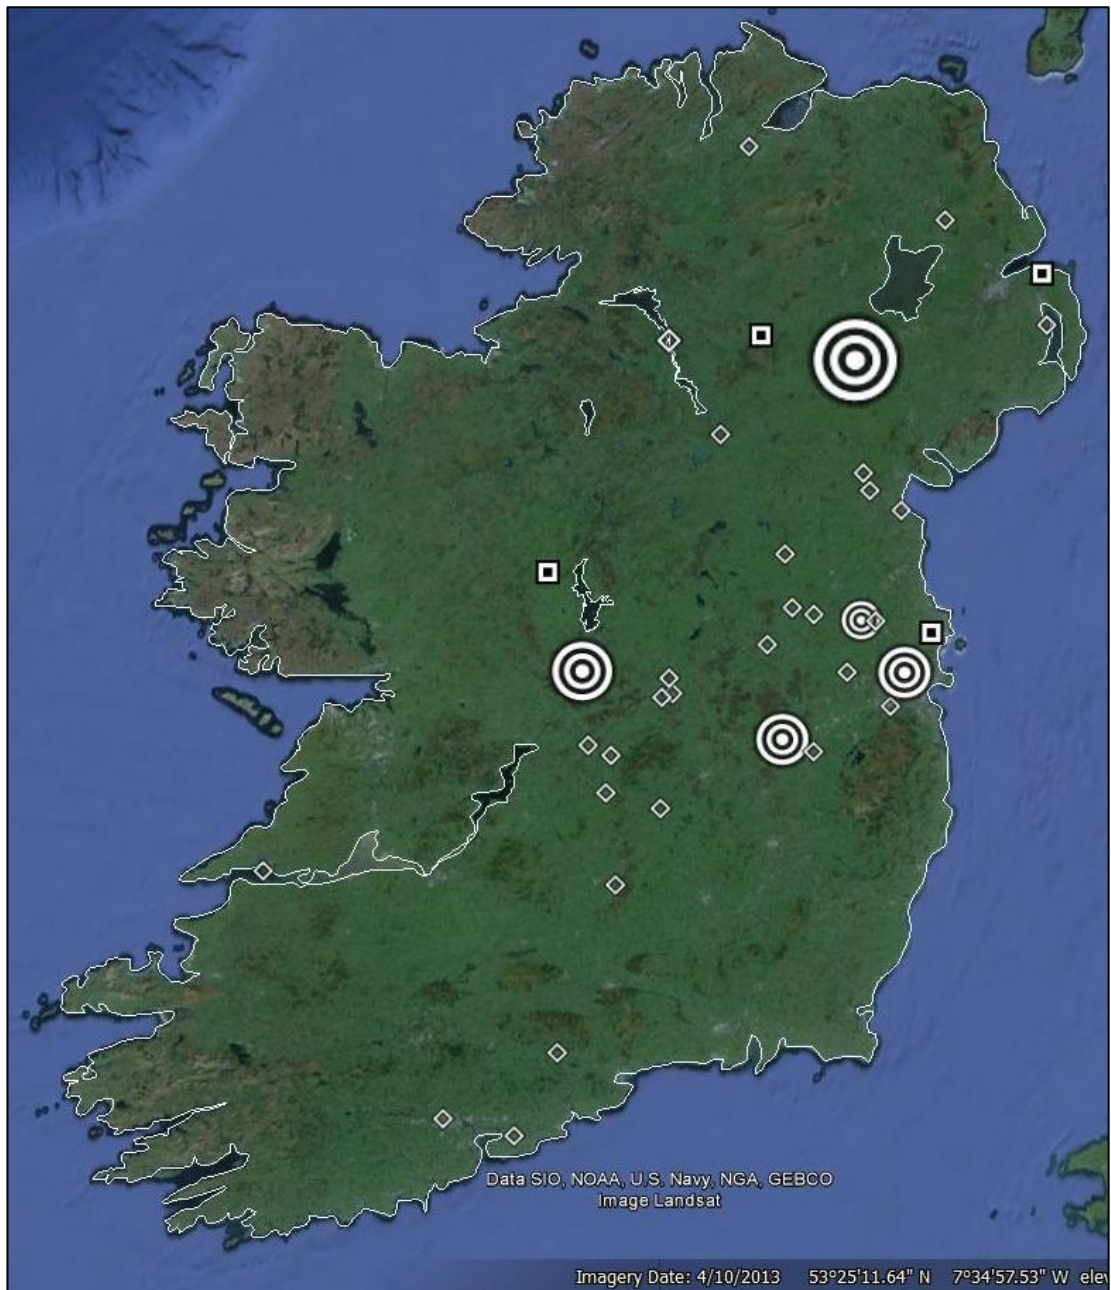 Data SIO, NOAA, U.S. Navy, NGA, GEBCO
Image Landsat
Imagery Date: 4/10/2013 53°25'11.64" N 7°34'57.53" W elev